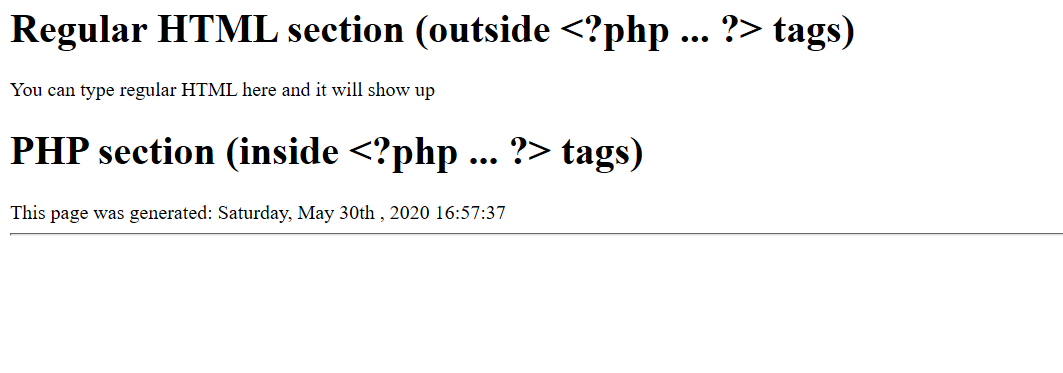 Regular HTML section (outside <?php ... ?> tags)
You can type regular HTML here and it will show up
PHP section (inside <?php ... ?> tags)
This page was generated: Saturday, May 30th , 2020 16:57:37